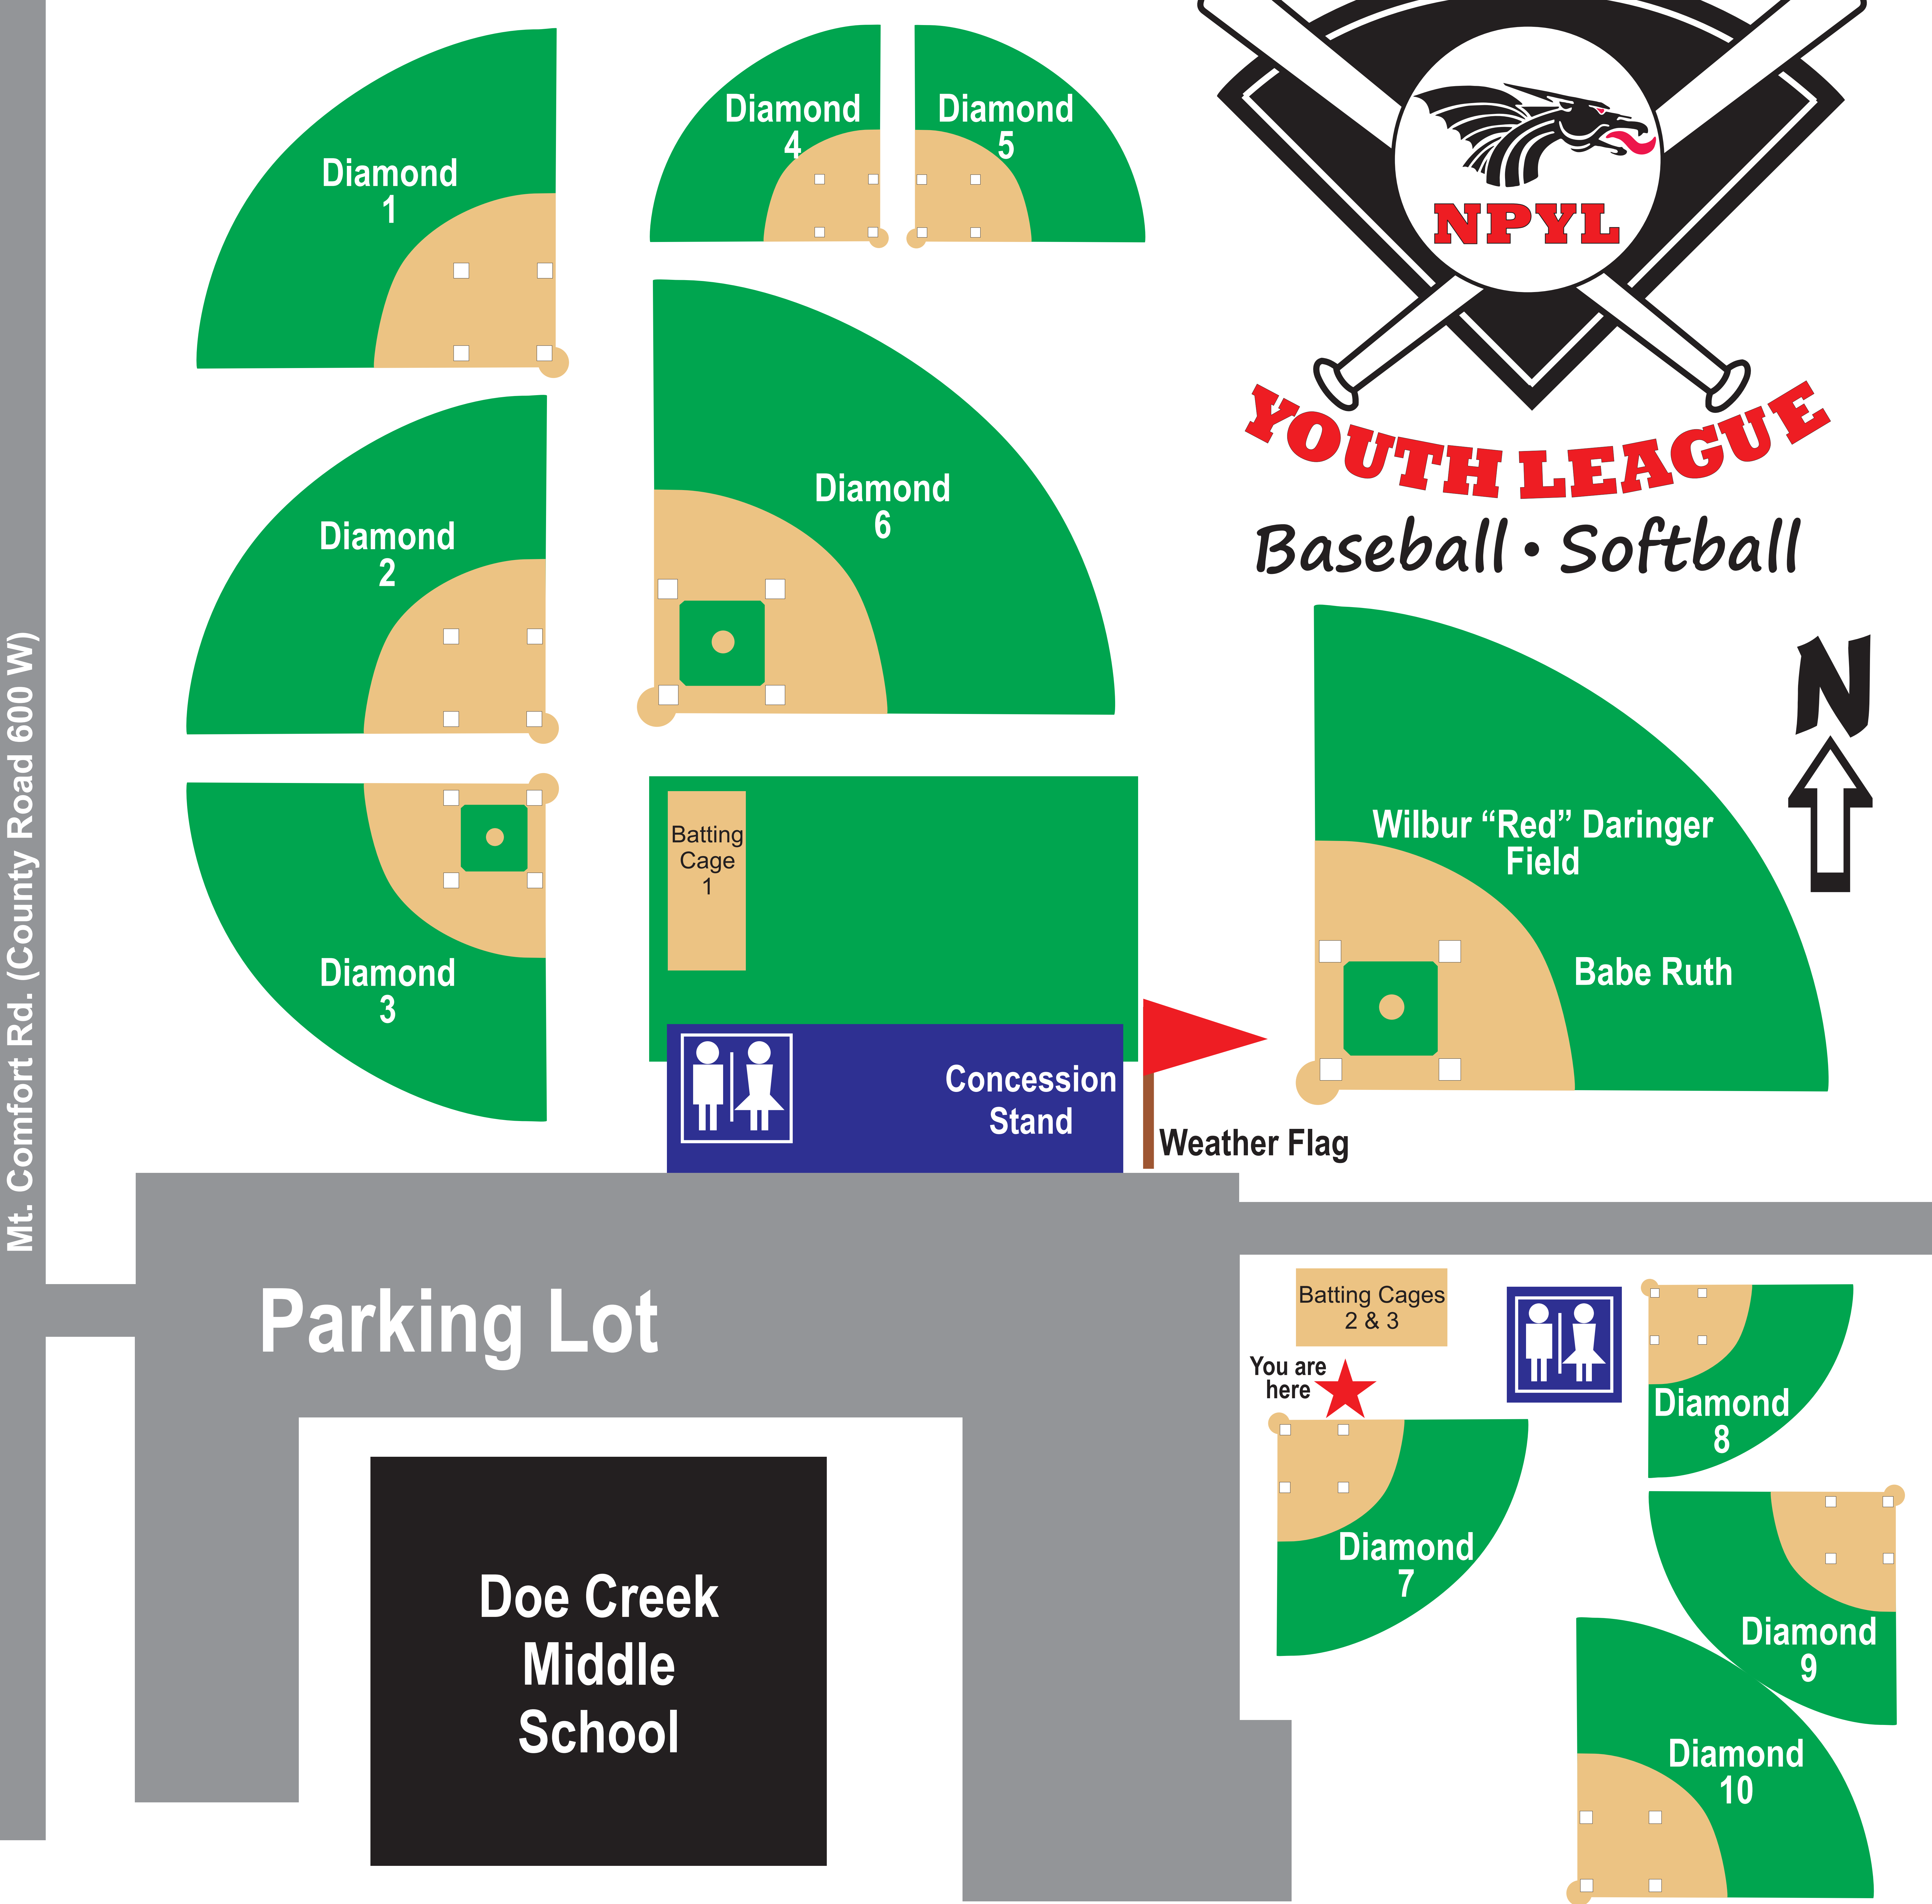 Diamond
1
Diamond
4
Diamond
5
NPYL
YOUTH LEAGUE
Baseball • Softball
Diamond
2
Diamond
6
N
Mt. Comfort Rd. (County Road 600 W)
Diamond
3
Batting
Cage
1
Wilbur “Red” Daringer
Field
Babe Ruth
Concession
Stand
Weather Flag
Parking Lot
Batting Cages
2 & 3
You are
here
Diamond
8
Diamond
7
Diamond
9
Diamond
10
Doe Creek
Middle
School